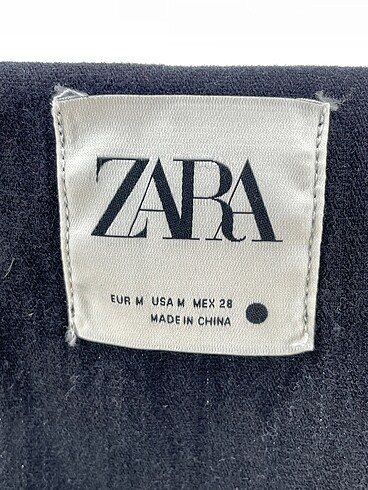 ZARA
EUR M USA M MEX 28
MADE IN CHINA